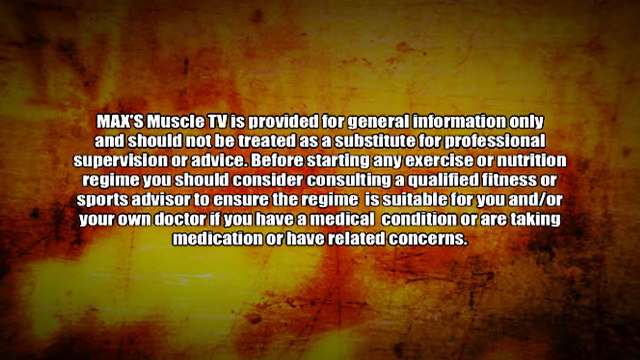 MAX'S Muscle TV is provided for general information only
and should not be treated as a substitute for professional
supervision or advice. Before starting any exercise or nutrition
regime you should consider consulting a qualified fitness or
sports advisor to ensure the regime is suitable for you and/or
your own doctor if you have a medical condition or are taking
medication or have related concerns.